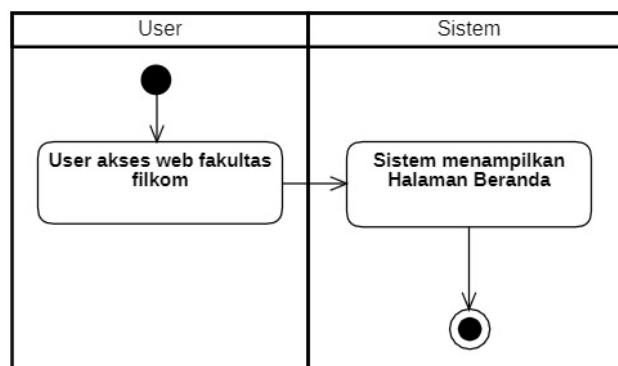 User
Sistem
User akses web fakultas
filkom
Sistem menampilkan
Halaman Beranda